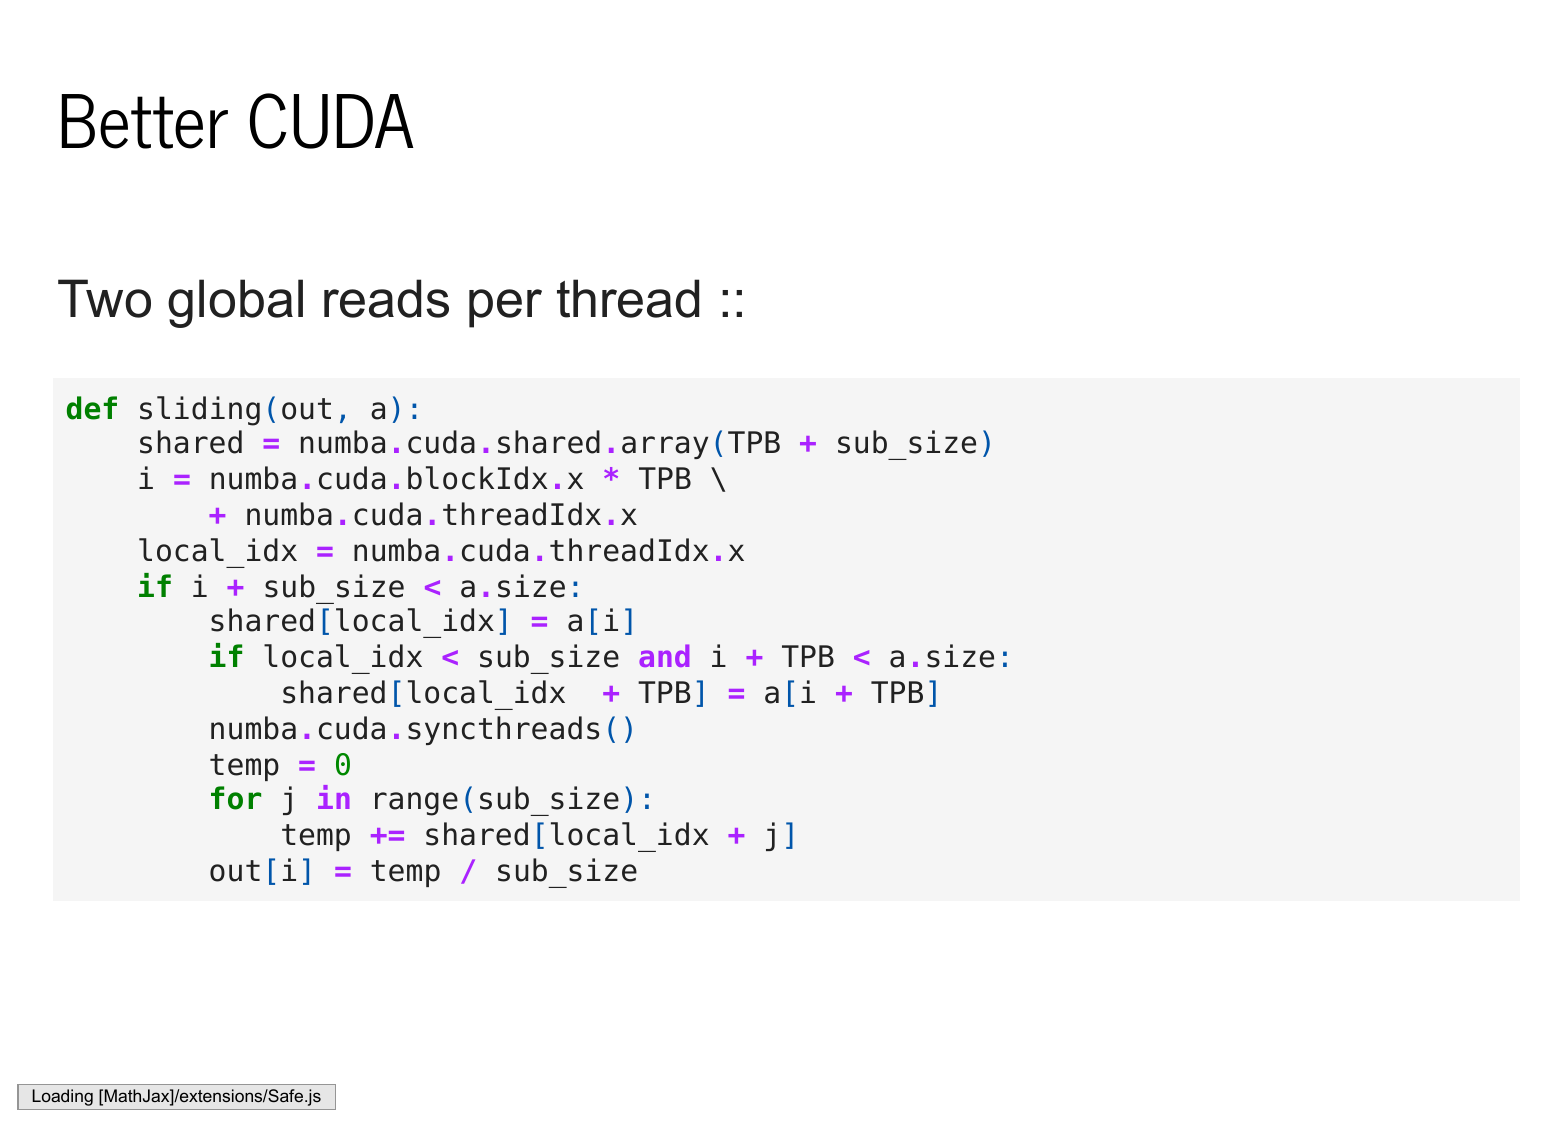 Better CUDA
Two global reads per thread ::
def sliding(out, a):
    shared = numba.cuda.shared.array(TPB + sub_size)
    i = numba.cuda.blockIdx.x * TPB \
        + numba.cuda.threadIdx.x
    local_idx = numba.cuda.threadIdx.x
    if i + sub_size < a.size:
        shared[local_idx] = a[i]
        if local_idx < sub_size and i + TPB < a.size:
            shared[local_idx  + TPB] = a[i + TPB]
        numba.cuda.syncthreads()
        temp = 0
        for j in range(sub_size):
            temp += shared[local_idx + j]
        out[i] = temp / sub_size
Loading [MathJax]/extensions/Safe.js